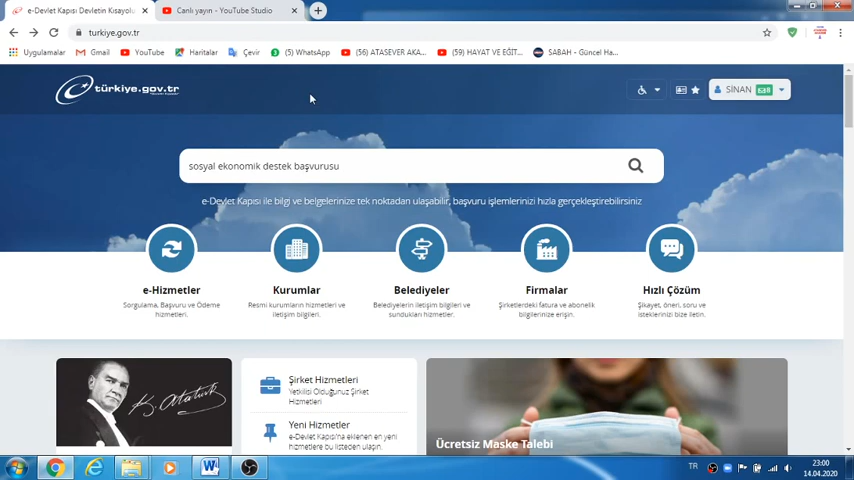 e-Devlet Kapısı Devletin Kısayolu
Canlı yayın - YouTube Studio
turkiye.gov.tr
Uygulamalar
Gmail
YouTube
Haritalar
Çevir
(5) WhatsApp
(56) ATASEVER AKA...
(59) HAYAT VE EĞİT...
SABAH - Güncel Ha...
türkiye.gov.tr
SİNAN
sosyal ekonomik destek başvurusu
e-Devlet Kapısı ile bilgi ve belgelerinize tek noktadan ulaşabilir, başvuru işlemlerinizi hızla gerçekleştirebilirsiniz
e-Hizmetler
Sorgulama, Başvuru ve Ödeme
hizmetleri.
Kurumlar
Resmi kurumların hizmetleri ve
iletişim bilgileri.
Belediyeler
Belediyelerin iletişim bilgileri ve
sundukları hizmetler.
Firmalar
Şirketlerdeki fatura ve abonelik
bilgilerinize erişin.
Hızlı Çözüm
Şikayet, öneri, soru ve
isteklerinizi bize iletin.
K. Atatürk
Şirket Hizmetleri
Yetkilisi Olduğunuz Şirket
Hizmetleri
Yeni Hizmetler
e-Devlet Kapısı'na eklenen en yeni
hizmetlere bu listeden ulaşın.
Ücretsiz Maske Talebi
TR
23:00
14.04.2020